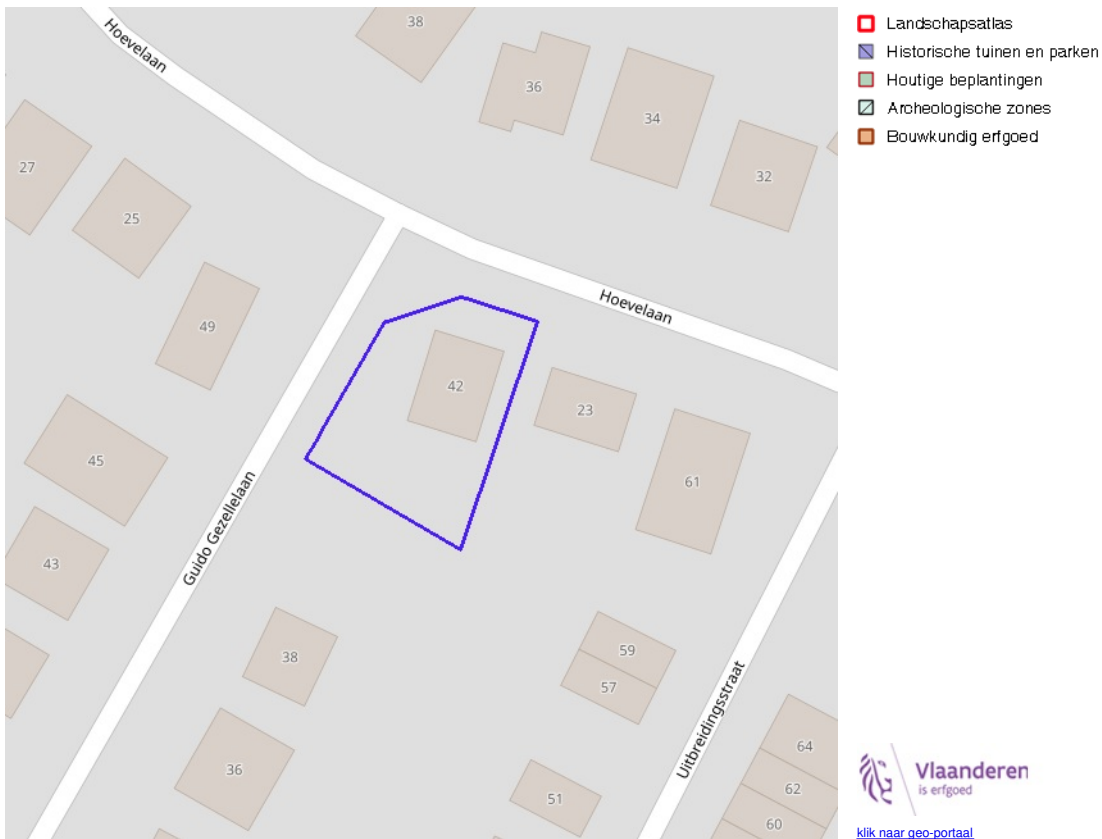 Hoevelaan
38
36
34
32
27
25
49
Hoevelaan
42
23
45
61
Guido Gezellelaan
43
38
59
57
Uitbreidingsstraat
36
51
64
62
60
Landschapsatlas
Historische tuinen en parken
Houtige beplantingen
Archeologische zones
Bouwkundig erfgoed
Vlaanderen
is erfgoed
klik naar geo-portaal